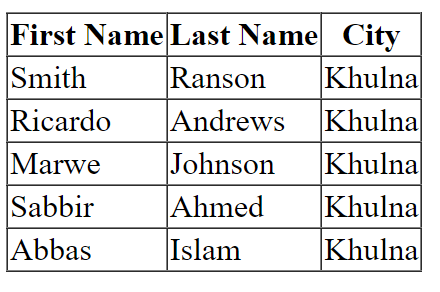 First Name Last Name City
Smith Ranson Khulna
Ricardo Andrews Khulna
Marwe Johnson Khulna
Sabbir Ahmed Khulna
Abbas Islam Khulna